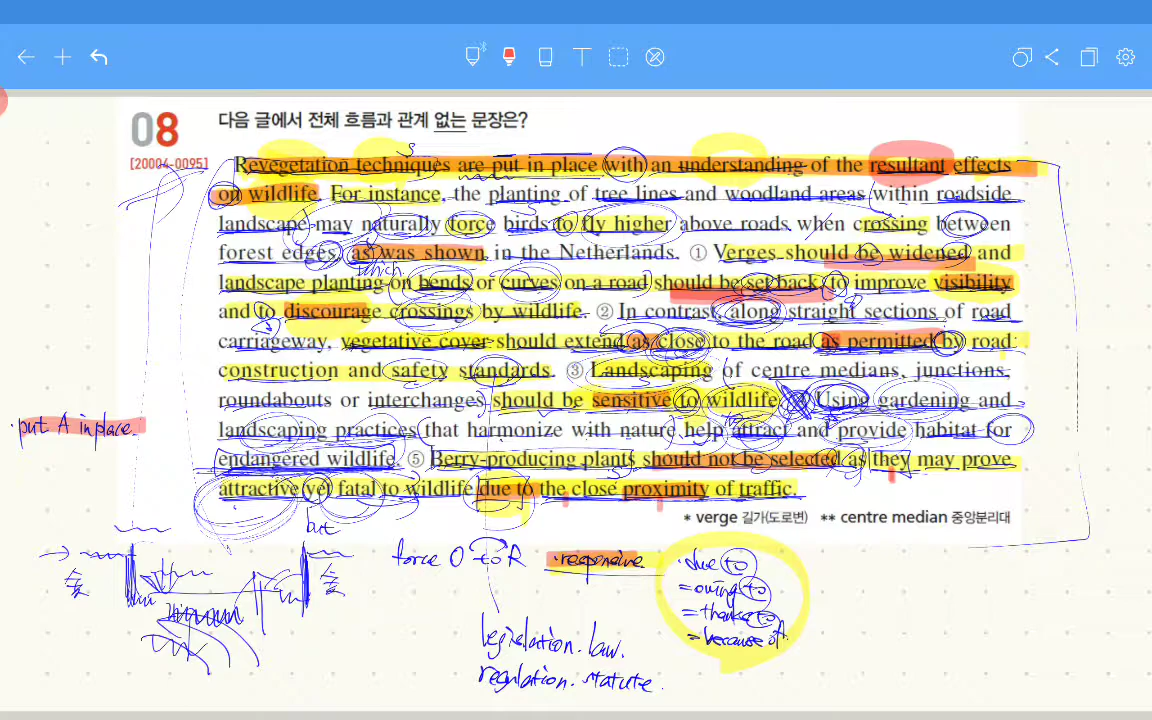 08
다음 글에서 전체 흐름과 관계 없는 문장은?
[20004-0095]
Revegetation techniques are put in place with an understanding of the resultant effects
on wildlife. For instance, the planting of tree lines and woodland areas within roadside
landscape may naturally force birds to fly higher above roads when crossing between
forest edges, as was shown in the Netherlands. ① Verges should be widened and
which
landscape planting on bends or curves on a road should be set back to improve visibility
and to discourage crossings by wildlife. ② In contrast, along straight sections of road
carriageway, vegetative cover should extend as close to the road as permitted by road
construction and safety standards. ③ Landscaping of centre medians, junctions,
roundabouts or interchanges should be sensitive to wildlife. ④ Using gardening and
landscaping practices that harmonize with nature help attract and provide habitat for
endangered wildlife. ⑤ Berry-producing plants should not be selected as they may prove
attractive yet fatal to wildlife due to the close proximity of traffic.
* verge 길가(도로변) ** centre median 중앙분리대
·put A in place
but
force O to R
·responsive
·due to
=owing to
=thanks to
=because of
legislation. law.
regulation. statute.